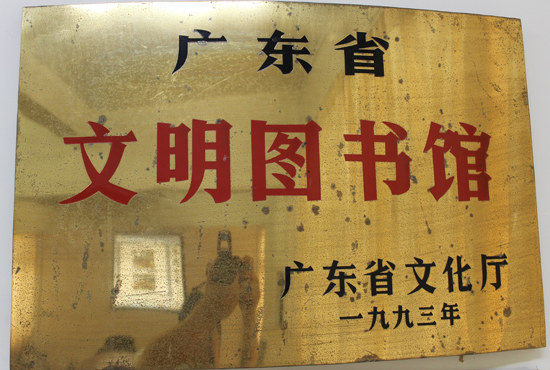 广东省
文明图书馆
广东省文化厅
一九九三年